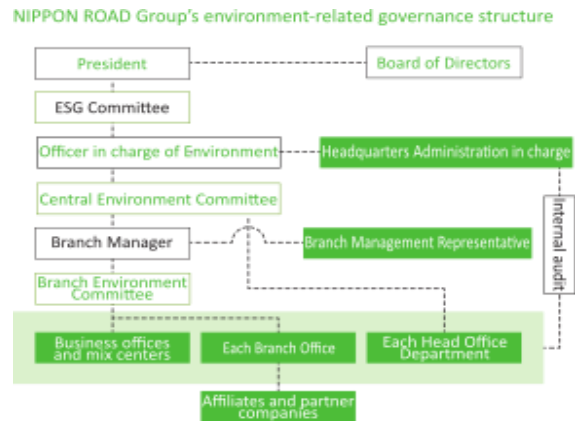 NIPPON ROAD Group's environment-related governance structure
President
Board of Directors
ESG Committee
Officer in charge of Environment
Headquarters Administration in charge
Central Environment Committee
Internal audit
Branch Manager
Branch Management Representative
Branch Environment
Committee
Business offices
and mix centers
Each Branch Office
Each Head Office
Department
Affiliates and partner
companies